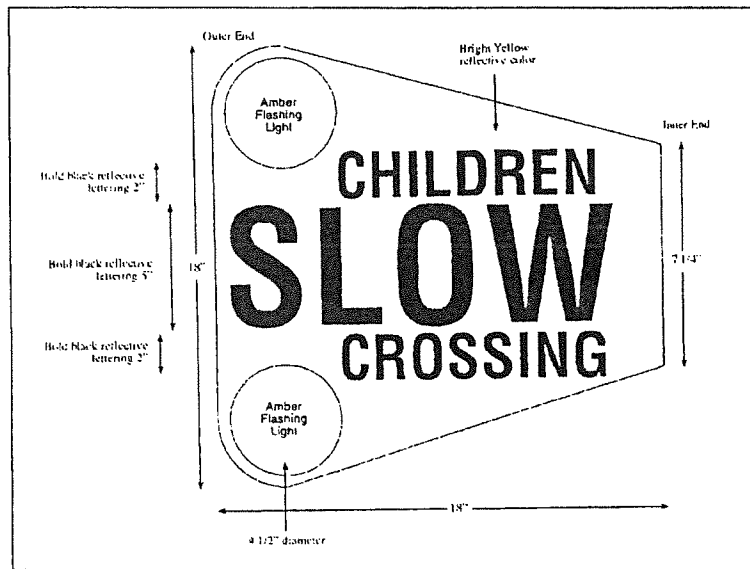 Outer End
Bright Yellow
reflective color
Amber
Flashing
Light
Inner End
Bold black reflective
lettering 2"
CHILDREN
Bold black reflective
lettering 5"
18"
SLOW
7 1/4"
Bold black reflective
lettering 2"
CROSSING
Amber
Flashing
Light
18"
4 1/2" diameter